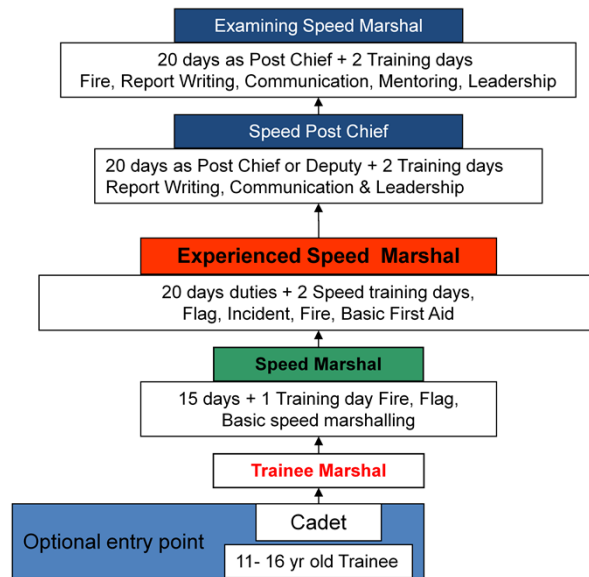 Examining Speed Marshal
20 days as Post Chief + 2 Training days
Fire, Report Writing, Communication, Mentoring, Leadership
Speed Post Chief
20 days as Post Chief or Deputy + 2 Training days
Report Writing, Communication & Leadership
Experienced Speed Marshal
20 days duties + 2 Speed training days,
Flag, Incident, Fire, Basic First Aid
Speed Marshal
15 days + 1 Training day Fire, Flag,
Basic speed marshalling
Trainee Marshal
Cadet
Optional entry point
11- 16 yr old Trainee